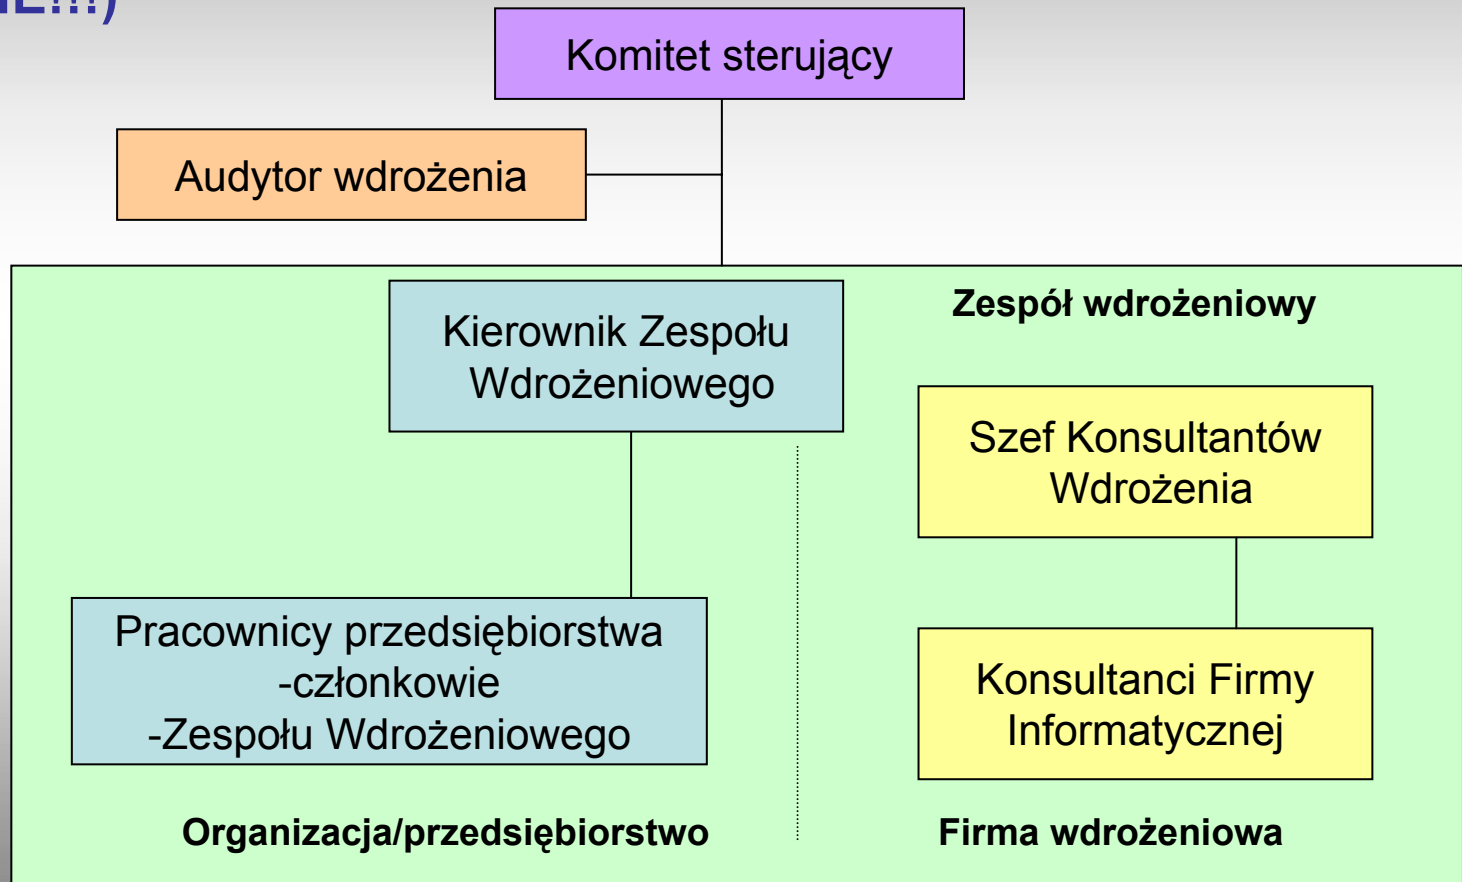 Komitet sterujący
Audytor wdrożenia
Zespół wdrożeniowy
Kierownik Zespołu
Wdrożeniowego
Szef Konsultantów
Wdrożenia
Pracownicy przedsiębiorstwa
-członkowie
-Zespołu Wdrożeniowego
Konsultanci Firmy
Informatycznej
Organizacja/przedsiębiorstwo
Firma wdrożeniowa